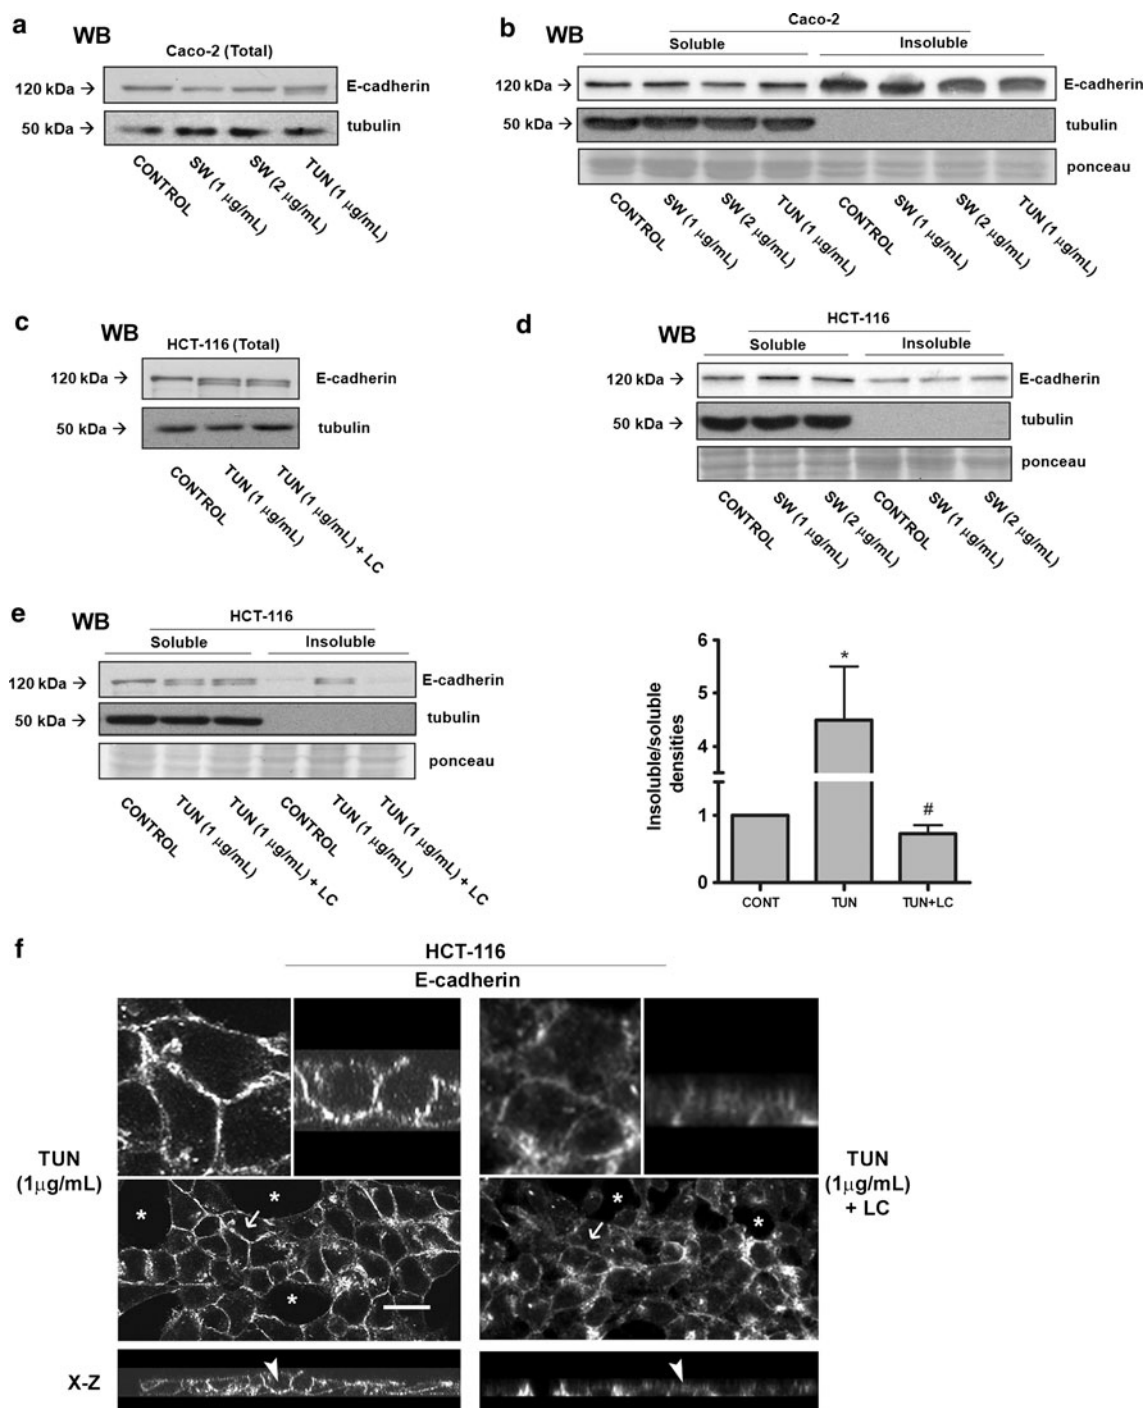 a
WB
Caco-2 (Total)
120 kDa →
E-cadherin
50 kDa →
tubulin
CONTROL
SW (1 μg/mL)
SW (2 μg/mL)
TUN (1 μg/mL)
b
WB
Caco-2
Soluble
Insoluble
120 kDa →
E-cadherin
50 kDa →
tubulin
ponceau
CONTROL
SW (1 μg/mL)
SW (2 μg/mL)
TUN (1 μg/mL)
CONTROL
SW (1 μg/mL)
SW (2 μg/mL)
TUN (1 μg/mL)
c
WB
HCT-116 (Total)
120 kDa →
E-cadherin
50 kDa →
tubulin
CONTROL
TUN (1 μg/mL)
TUN (1 μg/mL) + LC
d
WB
HCT-116
Soluble
Insoluble
120 kDa →
E-cadherin
50 kDa →
tubulin
ponceau
CONTROL
SW (1 μg/mL)
SW (2 μg/mL)
CONTROL
SW (1 μg/mL)
SW (2 μg/mL)
e
WB
HCT-116
Soluble
Insoluble
120 kDa →
E-cadherin
50 kDa →
tubulin
ponceau
CONTROL
TUN (1 μg/mL)
TUN (1 μg/mL) + LC
CONTROL
TUN (1 μg/mL)
TUN (1 μg/mL) + LC
Insoluble/soluble
densities
6
5
4
1
0
*
#
CONT
TUN
TUN+LC
f
HCT-116
E-cadherin
TUN
(1μg/mL)
TUN
(1μg/mL)
+ LC
*
*
*
*
*
X-Z